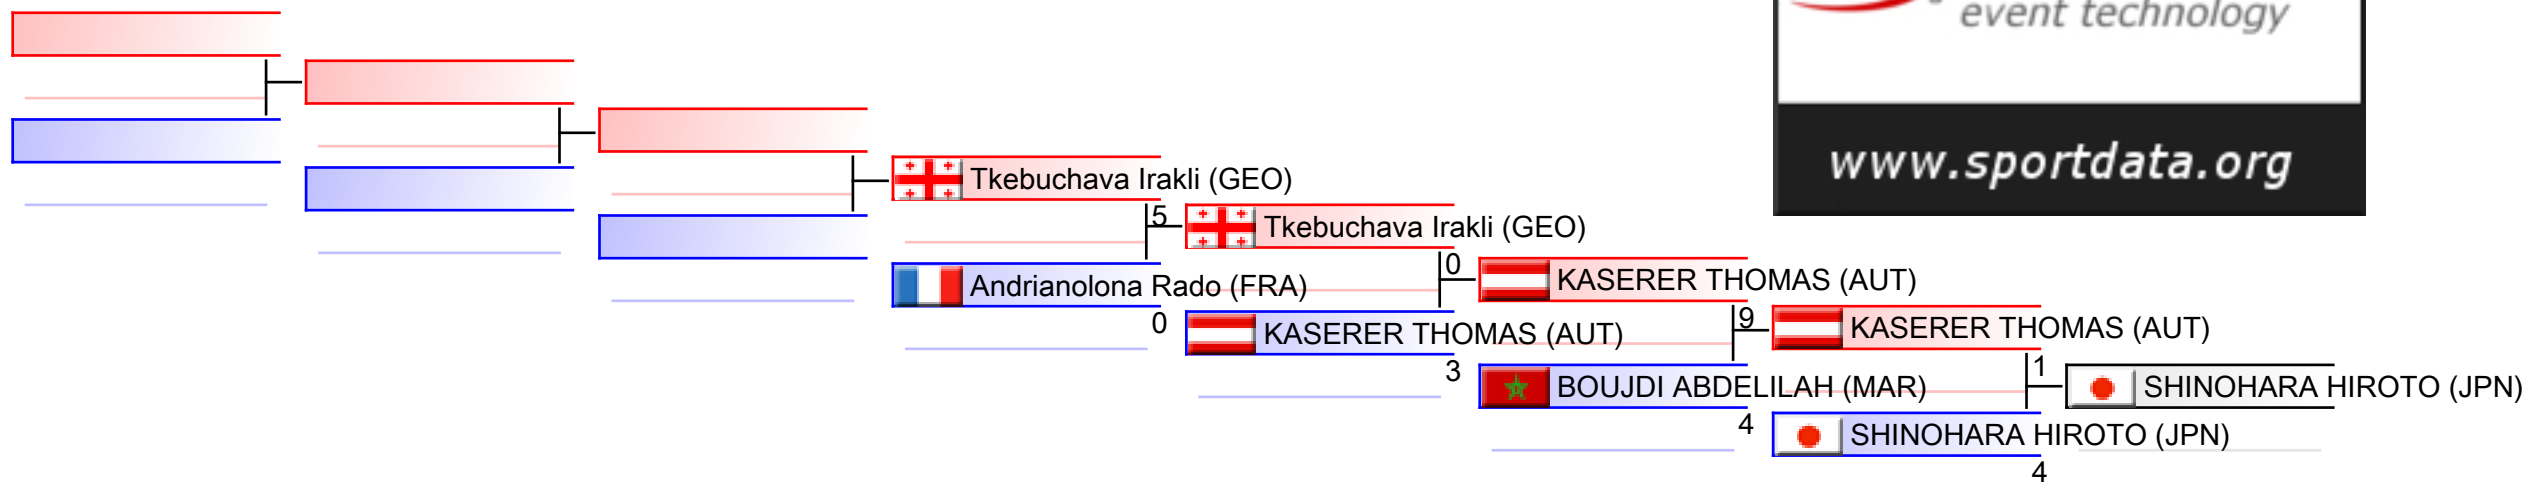 event technology
www.sportdata.org
Tkebuchava Irakli (GEO)
5
Tkebuchava Irakli (GEO)
0
Andrianolona Rado (FRA)
0
KASERER THOMAS (AUT)
9
KASERER THOMAS (AUT)
3
KASERER THOMAS (AUT)
1
BOUJDI ABDELILAH (MAR)
4
SHINOHARA HIROTO (JPN)
SHINOHARA HIROTO (JPN)
4